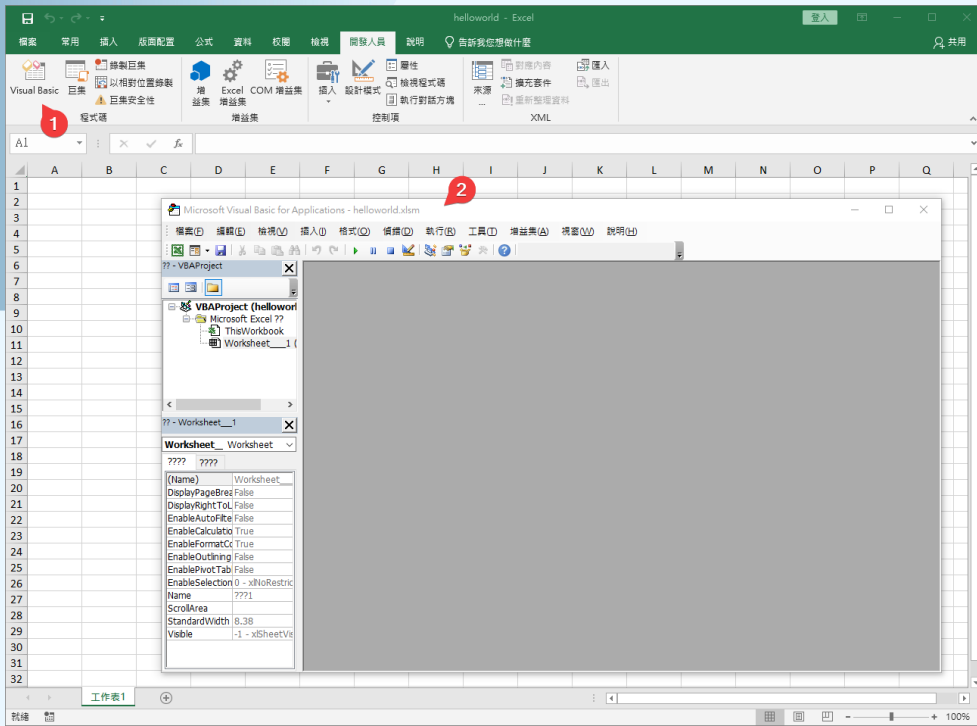 helloworld - Excel
登入
檔案 常用 插入 版面配置 公式 資料 校閱 檢視 開發人員 說明 告訴我您想做什麼 共用
Visual Basic
巨集
錄製巨集
以相對位置錄製
巨集安全性
程式碼
增益集
Excel 增益集
COM 增益集
增益集
插入
設計模式
屬性
檢視程式碼
執行對話方塊
控制項
來源
...
對應內容
擴充套件
重新整理資料
匯入
匯出
XML
1
A1
fx
A B C D E F G H I J K L M N O P Q
1
2
3
4
5
6
7
8
9
10
11
12
13
14
15
16
17
18
19
20
21
22
23
24
25
26
27
28
29
30
31
32
2
Microsoft Visual Basic for Applications - helloworld.xlsm
檔案(F) 編輯(E) 檢視(V) 插入(I) 格式(O) 偵錯(D) 執行(R) 工具(T) 增益集(A) 視窗(W) 說明(H)
?? - VBAProject
VBAProject (hellowor
Microsoft Excel ??
ThisWorkbook
Worksheet___1 (
?? - Worksheet__1
Worksheet__ Worksheet
???? ????
(Name) Worksheet___
DisplayPageBrea False
DisplayRightToL False
EnableAutoFilte False
EnableCalculatio True
EnableFormatCo True
EnableOutlining False
EnablePivotTab False
EnableSelection 0 - xlNoRestric
Name ???1
ScrollArea
StandardWidth 8.38
Visible -1 - xlSheetVis
工作表1
就緒
100%